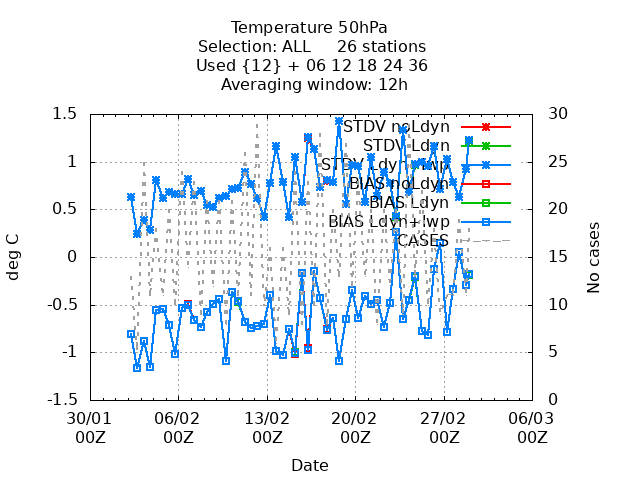 Temperature 50hPa
Selection: ALL 26 stations
Used {12} + 06 12 18 24 36
Averaging window: 12h
1.5
1
0.5
0
-0.5
-1
-1.5
30
25
20
15
10
5
0
deg C
No cases
STDV noLdyn
STDV Ldyn
STDV Ldyn+lwp
BIAS noLdyn
BIAS Ldyn
BIAS Ldyn+lwp
CASES
30/01 06/02 13/02 20/02 27/02 06/03
00Z 00Z 00Z 00Z 00Z 00Z
Date